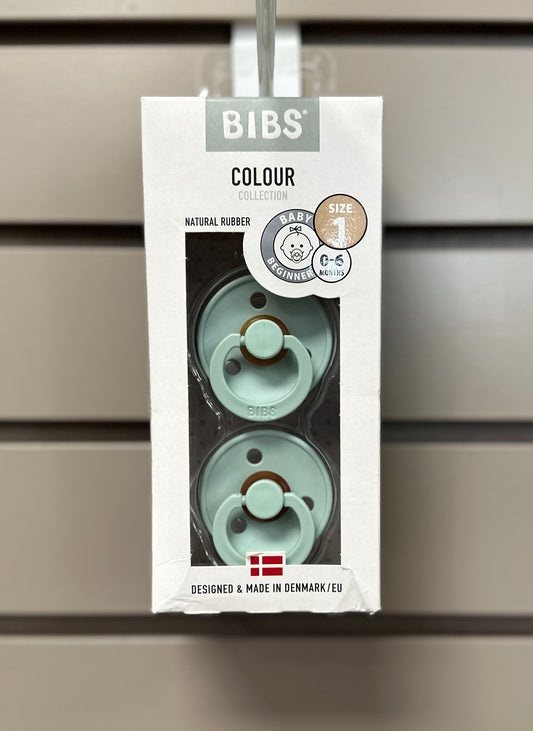 BIBS®
COLOUR
COLLECTION
NATURAL RUBBER
BABY
BEGINNER
SIZE
1
0-6
MONTHS
BIBS
DESIGNED & MADE IN DENMARK/EU